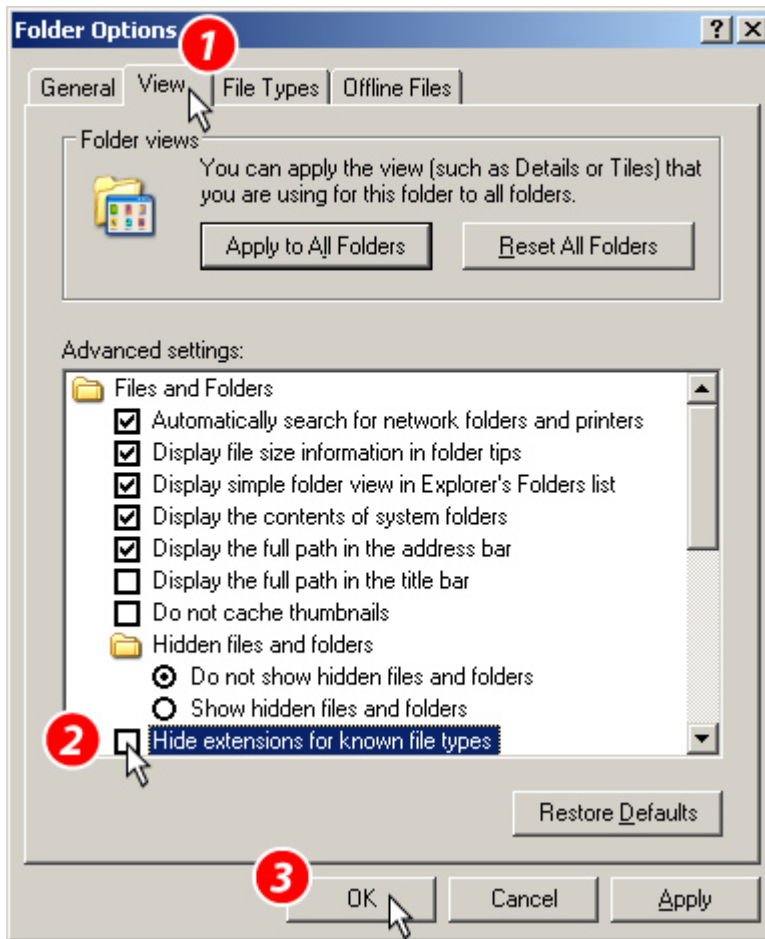 Folder Options
1
General View File Types Offline Files
Folder views
You can apply the view (such as Details or Tiles) that
you are using for this folder to all folders.
Apply to All Folders Reset All Folders
Advanced settings:
Files and Folders
Automatically search for network folders and printers
Display file size information in folder tips
Display simple folder view in Explorer's Folders list
Display the contents of system folders
Display the full path in the address bar
Display the full path in the title bar
Do not cache thumbnails
Hidden files and folders
Do not show hidden files and folders
Show hidden files and folders
2 Hide extensions for known file types
Restore Defaults
3
OK Cancel Apply